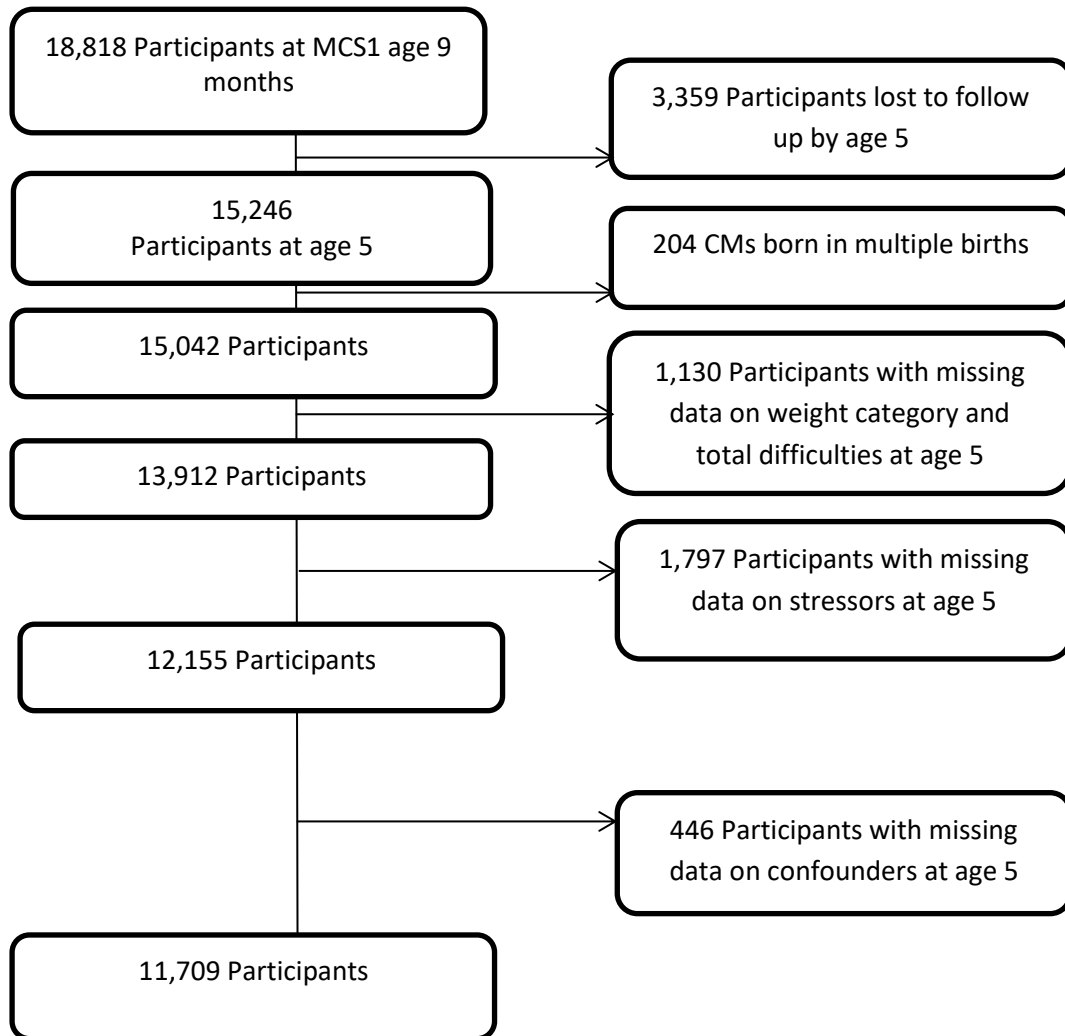 18,818 Participants at MCS1 age 9
months
3,359 Participants lost to follow
up by age 5
15,246
Participants at age 5
204 CMs born in multiple births
15,042 Participants
1,130 Participants with missing
data on weight category and
total difficulties at age 5
13,912 Participants
1,797 Participants with missing
data on stressors at age 5
12,155 Participants
446 Participants with missing
data on confounders at age 5
11,709 Participants